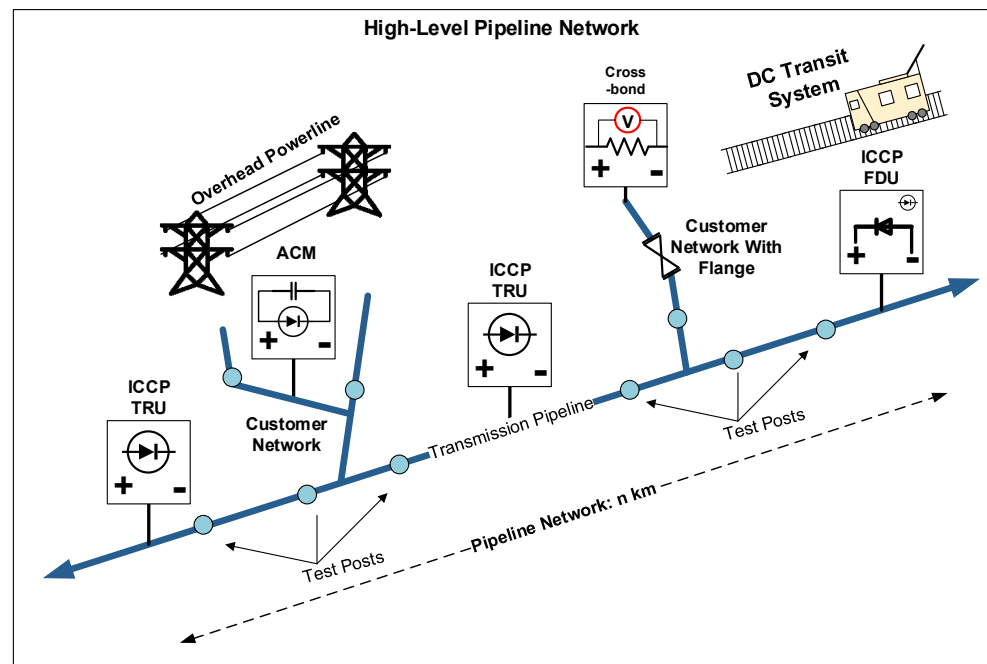 High-Level Pipeline Network
Overhead Powerline
ACM
+ -
Cross
-bond
V
+ -
DC Transit
System
ICCP
FDU
+ -
Customer
Network With
Flange
ICCP
TRU
+ -
ICCP
TRU
+ -
Customer
Network
Transmission Pipeline
Test Posts
Test Posts
Pipeline Network: n km